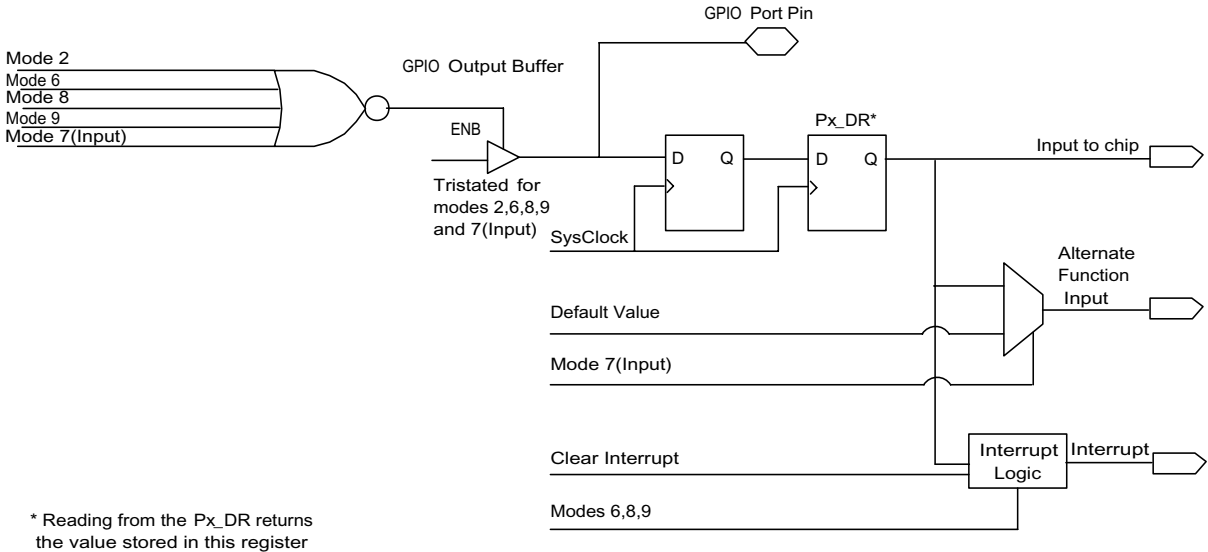 GPIO Port Pin
Mode 2
Mode 6
Mode 8
Mode 9
Mode 7(Input)
GPIO Output Buffer
ENB
Tristated for
modes 2,6,8,9
and 7(Input)
SysClock
D Q
Px_DR*
D Q
Input to chip
Alternate
Function
Input
Default Value
Mode 7(Input)
Clear Interrupt
Interrupt
Logic
Interrupt
Modes 6,8,9
* Reading from the Px_DR returns
the value stored in this register